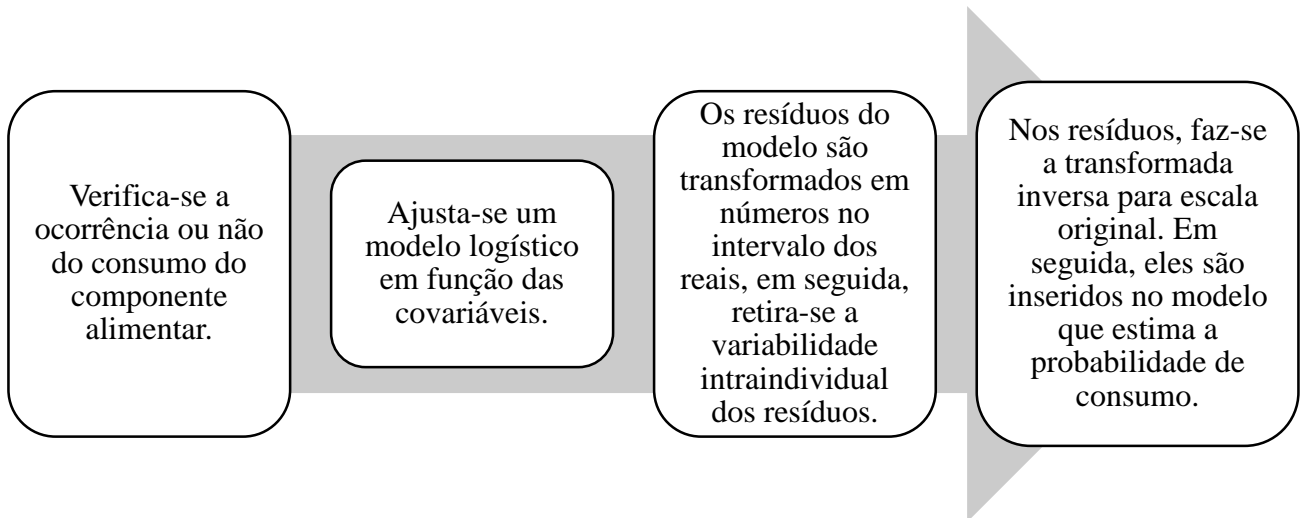 Verifica-se a
ocorrência ou não
do consumo do
componente
alimentar.
Ajusta-se um
modelo logístico
em função das
covariáveis.
Os resíduos do
modelo são
transformados em
números no
intervalo dos
reais, em seguida,
retira-se a
variabilidade
intraindividual
dos resíduos.
Nos resíduos, faz-se
a transformada
inversa para escala
original. Em
seguida, eles são
inseridos no modelo
que estima a
probabilidade de
consumo.